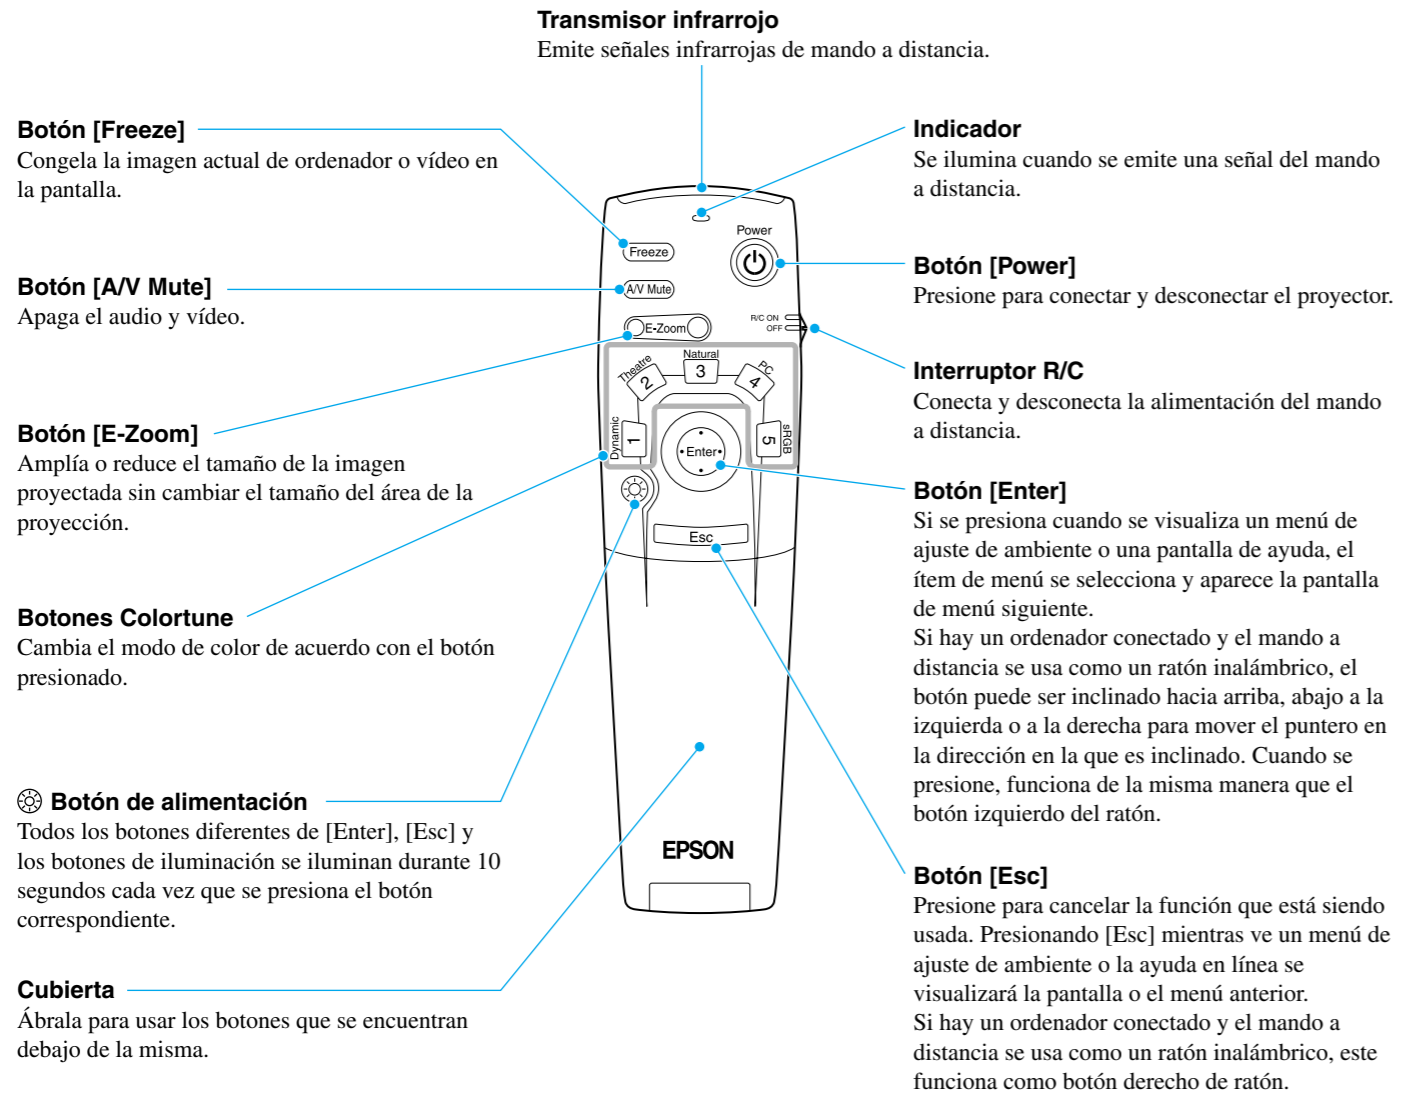 Transmisor infrarrojo
Emite señales infrarrojas de mando a distancia.
Botón [Freeze]
Congela la imagen actual de ordenador o vídeo en
la pantalla.
Botón [A/V Mute]
Apaga el audio y vídeo.
Botón [E-Zoom]
Amplía o reduce el tamaño de la imagen
proyectada sin cambiar el tamaño del área de la
proyección.
Botones Colortune
Cambia el modo de color de acuerdo con el botón
presionado.
Botón de alimentación
Todos los botones diferentes de [Enter], [Esc] y
los botones de iluminación se iluminan durante 10
segundos cada vez que se presiona el botón
correspondiente.
Cubierta
Ábrala para usar los botones que se encuentran
debajo de la misma.
Power
Freeze
A/V Mute
R/C ON
OFF
E-Zoom
Dynamic
1
Theatre
2
Natural
3
PC
4
sRGB
5
Enter
Esc
EPSON
Indicador
Se ilumina cuando se emite una señal del mando
a distancia.
Botón [Power]
Presione para conectar y desconectar el proyector.
Interruptor R/C
Conecta y desconecta la alimentación del mando
a distancia.
Botón [Enter]
Si se presiona cuando se visualiza un menú de
ajuste de ambiente o una pantalla de ayuda, el
ítem de menú se selecciona y aparece la pantalla
de menú siguiente.
Si hay un ordenador conectado y el mando a
distancia se usa como un ratón inalámbrico, el
botón puede ser inclinado hacia arriba, abajo a la
izquierda o a la derecha para mover el puntero en
la dirección en la que es inclinado. Cuando se
presione, funciona de la misma manera que el
botón izquierdo del ratón.
Botón [Esc]
Presione para cancelar la función que está siendo
usada. Presionando [Esc] mientras ve un menú de
ajuste de ambiente o la ayuda en línea se
visualizará la pantalla o el menú anterior.
Si hay un ordenador conectado y el mando a
distancia se usa como un ratón inalámbrico, este
funciona como botón derecho de ratón.